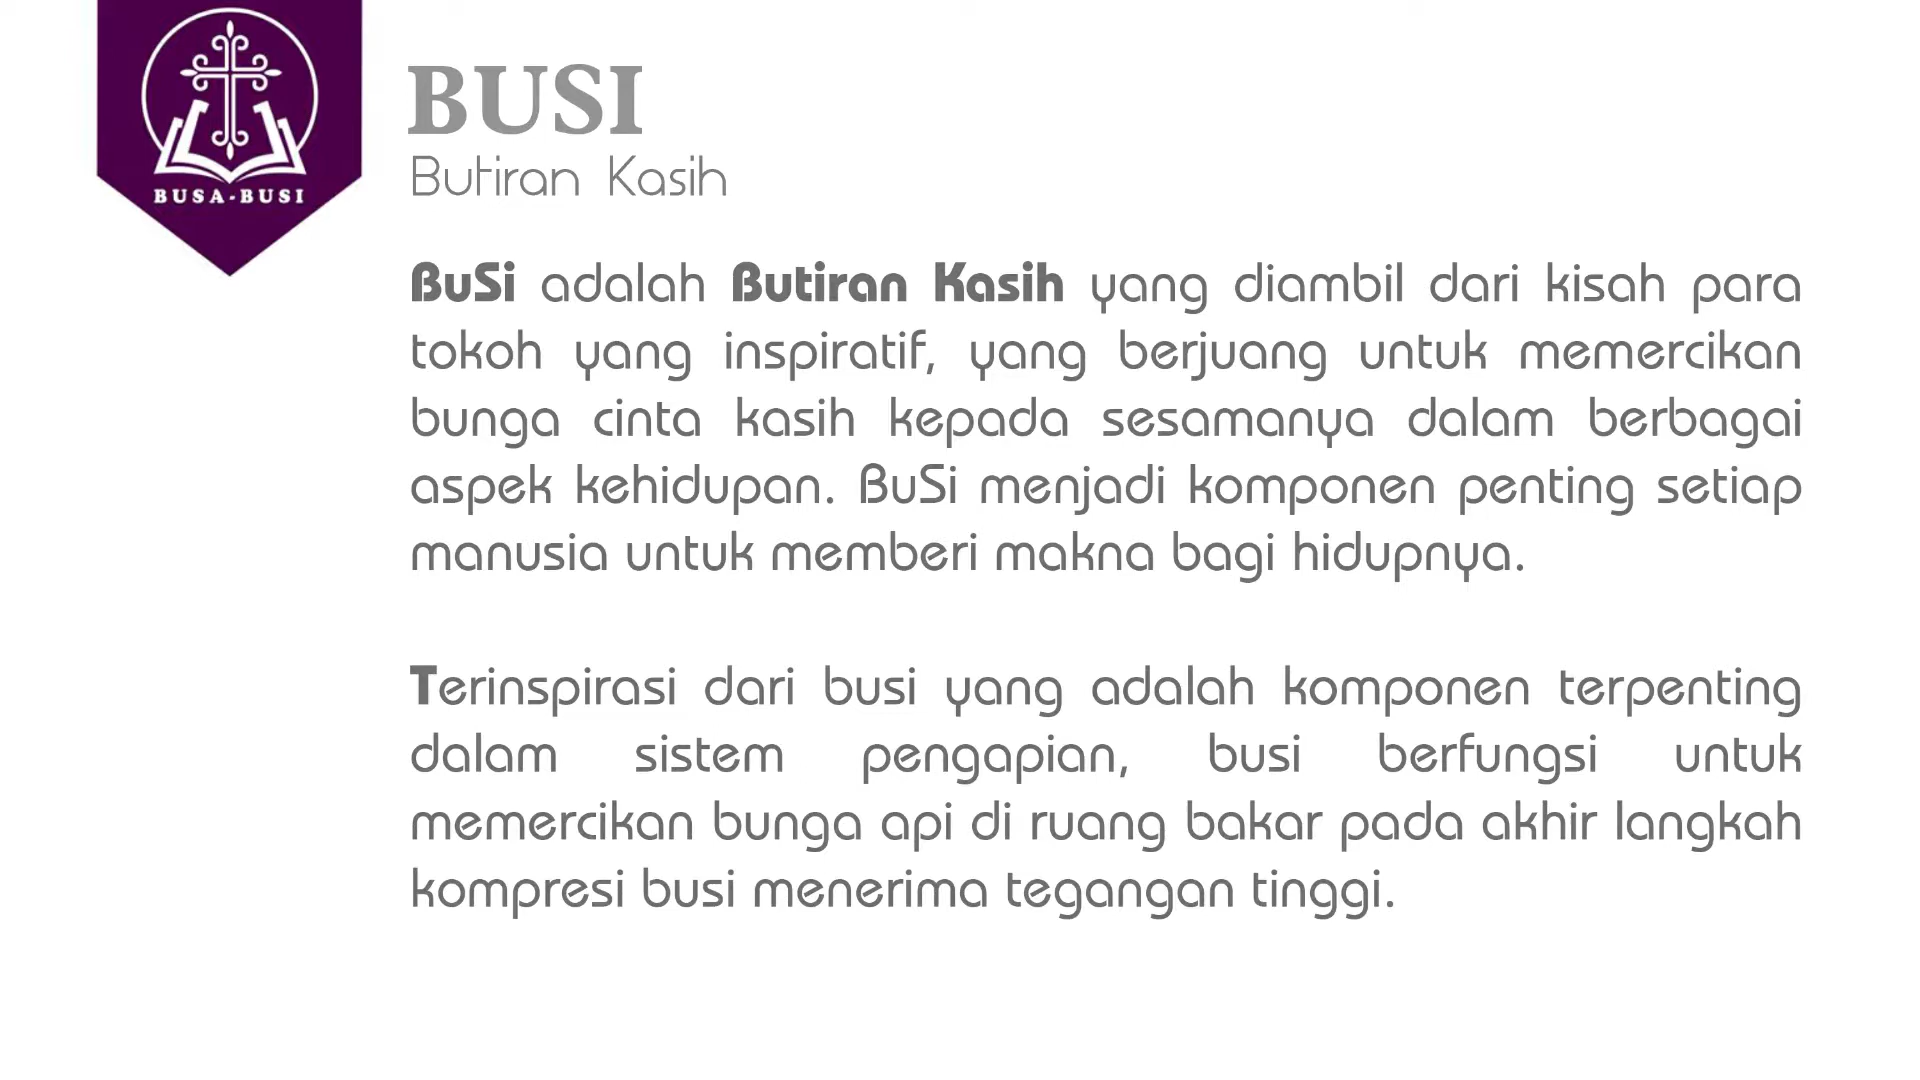 BUSA-BUSI
BUSI
Butiran Kasih
BuSi adalah Butiran Kasih yang diambil dari kisah para
tokoh yang inspiratif, yang berjuang untuk memercikan
bunga cinta kasih kepada sesamanya dalam berbagai
aspek kehidupan. BuSi menjadi komponen penting setiap
manusia untuk memberi makna bagi hidupnya.
Terinspirasi dari busi yang adalah komponen terpenting
dalam sistem pengapian, busi berfungsi untuk
memercikan bunga api di ruang bakar pada akhir langkah
kompresi busi menerima tegangan tinggi.